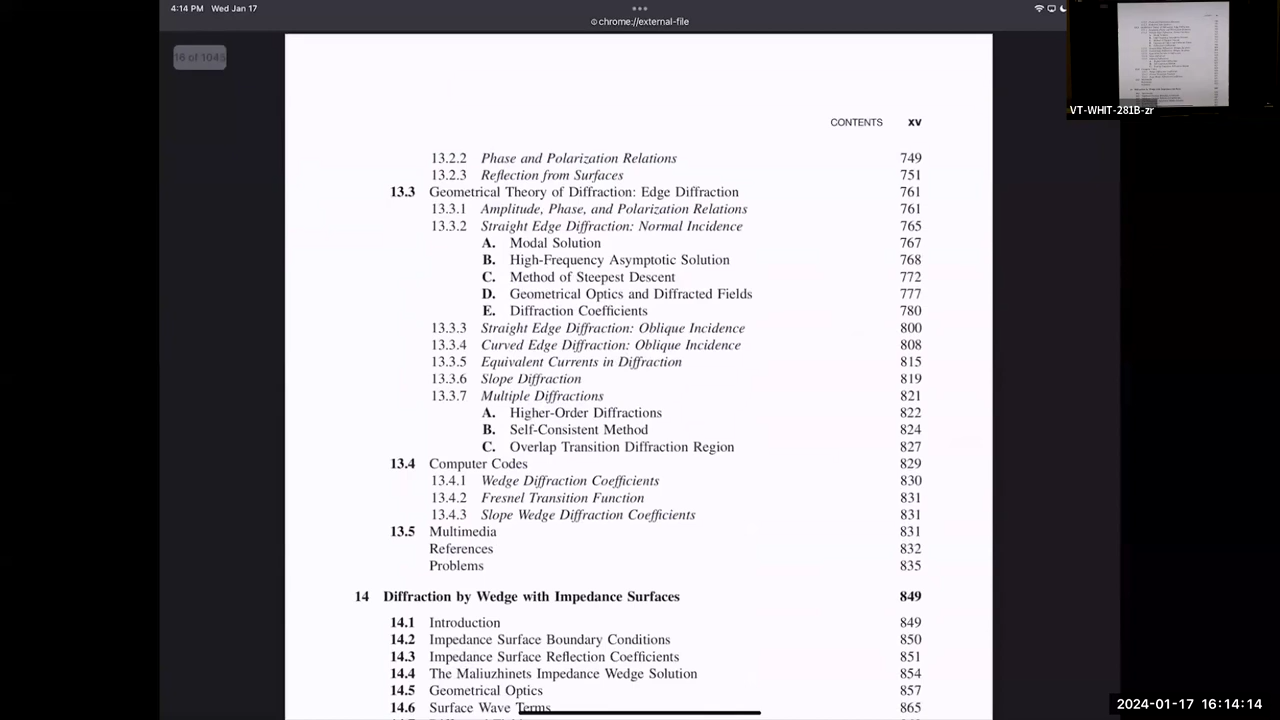 4:14 PM Wed Jan 17
chrome://external-file
16 of 1043
CONTENTS xv
13.2.2 Phase and Polarization Relations 749
13.2.3 Reflection from Surfaces 751
13.3 Geometrical Theory of Diffraction: Edge Diffraction 761
13.3.1 Amplitude, Phase, and Polarization Relations 761
13.3.2 Straight Edge Diffraction: Normal Incidence 765
A. Modal Solution 767
B. High-Frequency Asymptotic Solution 768
C. Method of Steepest Descent 772
D. Geometrical Optics and Diffracted Fields 777
E. Diffraction Coefficients 780
13.3.3 Straight Edge Diffraction: Oblique Incidence 800
13.3.4 Curved Edge Diffraction: Oblique Incidence 808
13.3.5 Equivalent Currents in Diffraction 815
13.3.6 Slope Diffraction 819
13.3.7 Multiple Diffractions 821
A. Higher-Order Diffractions 822
B. Self-Consistent Method 824
C. Overlap Transition Diffraction Region 827
13.4 Computer Codes 829
13.4.1 Wedge Diffraction Coefficients 830
13.4.2 Fresnel Transition Function 831
13.4.3 Slope Wedge Diffraction Coefficients 831
13.5 Multimedia 831
References 832
Problems 835
14 Diffraction by Wedge with Impedance Surfaces 849
14.1 Introduction 849
14.2 Impedance Surface Boundary Conditions 850
14.3 Impedance Surface Reflection Coefficients 851
14.4 The Maliuzhinets Impedance Wedge Solution 854
14.5 Geometrical Optics 857
14.6 Surface Wave Terms 865
VT-WHIT-281B-zr
2024-01-17 16:14:14